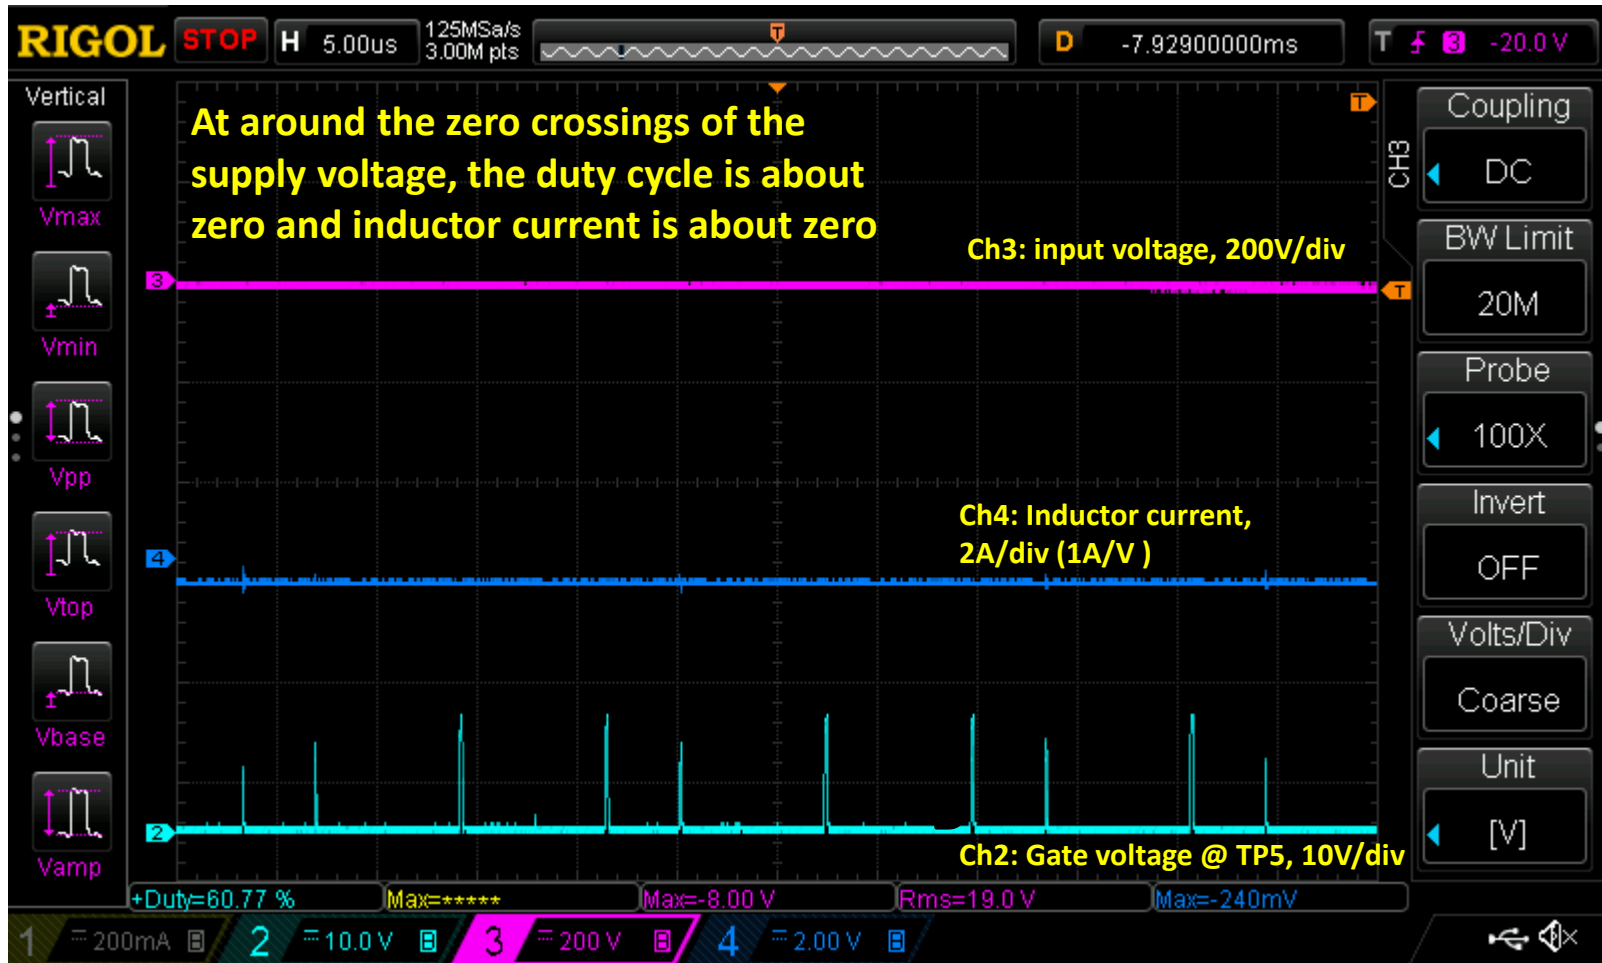 RIGOL STOP H 5.00us 125MSa/s 3.00M pts T D -7.92900000ms T 3 -20.0 V
Vertical
Vmax
Vmin
Vpp
Vtop
Vbase
Vamp
At around the zero crossings of the
supply voltage, the duty cycle is about
zero and inductor current is about zero
T
Ch3: input voltage, 200V/div
3
T
Ch4: Inductor current,
2A/div (1A/V )
4
2
Ch2: Gate voltage @ TP5, 10V/div
CH3
Coupling
DC
BW Limit
20M
Probe
100X
Invert
OFF
Volts/Div
Coarse
Unit
[V]
+Duty=60.77 % Max=***** Max=-8.00 V Rms=19.0 V Max=-240mV
1 200mA B 2 10.0 V B 3 200 V B 4 2.00 V B